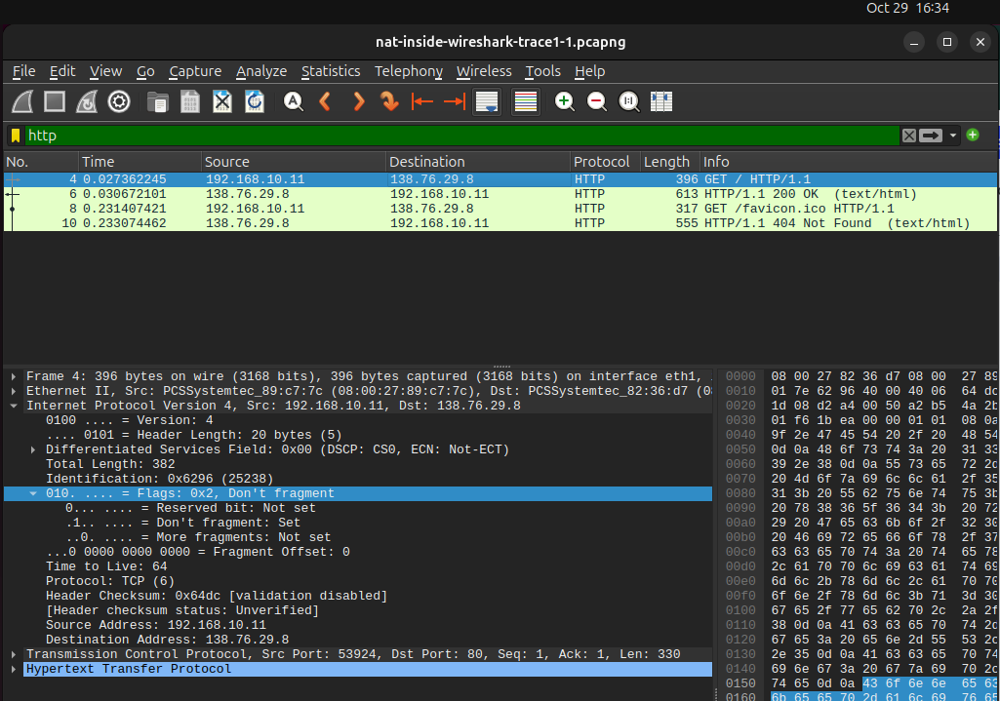 Oct 29 16:34
nat-inside-wireshark-trace1-1.pcapng
File Edit View Go Capture Analyze Statistics Telephony Wireless Tools Help
http
No. Time Source Destination Protocol Length Info
4 0.027362245 192.168.10.11 138.76.29.8 HTTP 396 GET / HTTP/1.1
6 0.030672101 138.76.29.8 192.168.10.11 HTTP 613 HTTP/1.1 200 OK (text/html)
8 0.231407421 192.168.10.11 138.76.29.8 HTTP 317 GET /favicon.ico HTTP/1.1
10 0.233074462 138.76.29.8 192.168.10.11 HTTP 555 HTTP/1.1 404 Not Found (text/html)
Frame 4: 396 bytes on wire (3168 bits), 396 bytes captured (3168 bits) on interface eth1,
Ethernet II, Src: PCSSystemtec_89:c7:7c (08:00:27:89:c7:7c), Dst: PCSSystemtec_82:36:d7 (0
Internet Protocol Version 4, Src: 192.168.10.11, Dst: 138.76.29.8
0100 .... = Version: 4
.... 0101 = Header Length: 20 bytes (5)
Differentiated Services Field: 0x00 (DSCP: CS0, ECN: Not-ECT)
Total Length: 382
Identification: 0x6296 (25238)
010. .... = Flags: 0x2, Don't fragment
0... .... = Reserved bit: Not set
.1.. .... = Don't fragment: Set
..0. .... = More fragments: Not set
...0 0000 0000 0000 = Fragment Offset: 0
Time to Live: 64
Protocol: TCP (6)
Header Checksum: 0x64dc [validation disabled]
[Header checksum status: Unverified]
Source Address: 192.168.10.11
Destination Address: 138.76.29.8
Transmission Control Protocol, Src Port: 53924, Dst Port: 80, Seq: 1, Ack: 1, Len: 330
Hypertext Transfer Protocol
0000 08 00 27 82 36 d7 08 00 27 89
0010 01 7e 62 96 40 00 40 06 64 dc
0020 1d 08 d2 a4 00 50 a2 b5 4a 2b
0030 01 f6 1b ea 00 00 01 01 08 0a
0040 9f 2e 47 45 54 20 2f 20 48 54
0050 0d 0a 48 6f 73 74 3a 20 31 33
0060 39 2e 38 0d 0a 55 73 65 72 2d
0070 20 4d 6f 7a 69 6c 6c 61 2f 35
0080 31 3b 20 55 62 75 6e 74 75 3b
0090 20 78 38 36 5f 36 34 3b 20 72
00a0 29 20 47 65 63 6b 6f 2f 32 30
00b0 20 46 69 72 65 66 6f 78 2f 37
00c0 63 63 65 70 74 3a 20 74 65 78
00d0 2c 61 70 70 6c 69 63 61 74 69
00e0 6d 6c 2b 78 6d 6c 2c 61 70 70
00f0 6f 6e 2f 78 6d 6c 3b 71 3d 30
0100 67 65 2f 77 65 62 70 2c 2a 2f
0110 38 0d 0a 41 63 63 65 70 74 2d
0120 67 65 3a 20 65 6e 2d 55 53 2c
0130 2e 35 0d 0a 41 63 63 65 70 74
0140 69 6e 67 3a 20 67 7a 69 70 2c
0150 74 65 0d 0a 43 6f 6e 6e 65 63
0160 6b 65 65 70 2d 61 6c 69 76 65